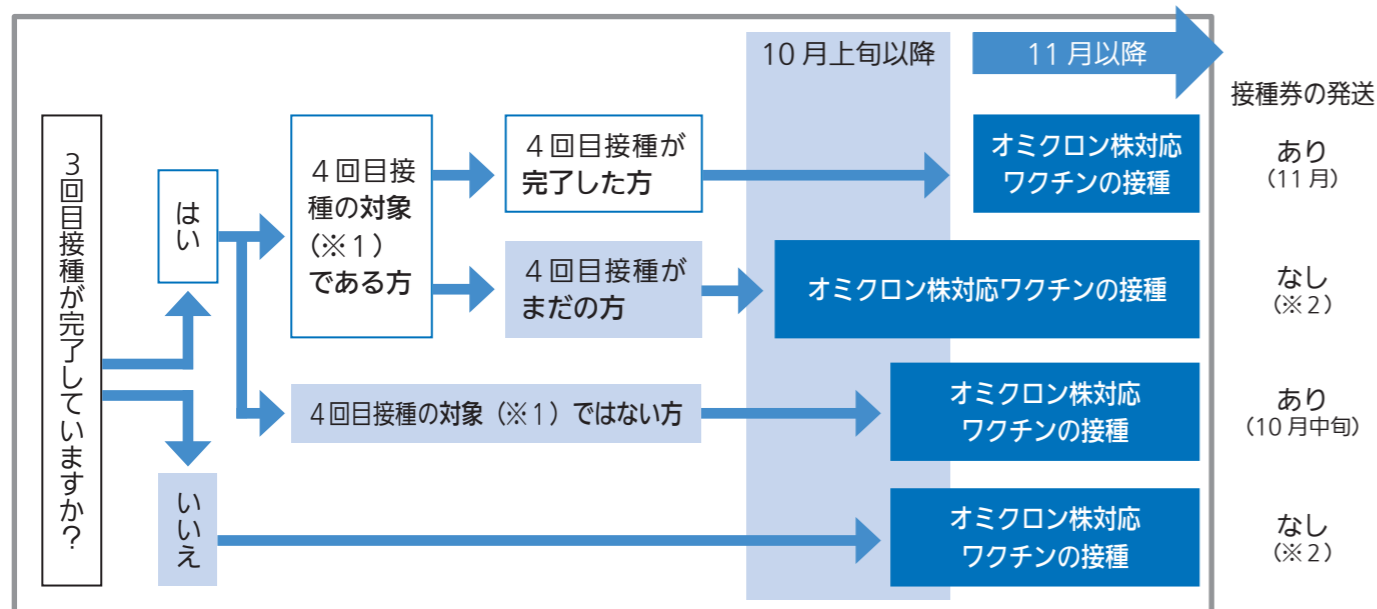 10月上旬以降
11月以降
接種券の発送
3回目接種が完了していますか?
はい
4回目接
種の対象
(※1)
である方
4回目接種が
完了した方
オミクロン株対応
ワクチンの接種
あり
(11月)
4回目接種が
まだの方
オミクロン株対応ワクチンの接種
なし
(※2)
4回目接種の対象(※1)ではない方
オミクロン株対応
ワクチンの接種
あり
(10月中旬)
いいえ
オミクロン株対応
ワクチンの接種
なし
(※2)